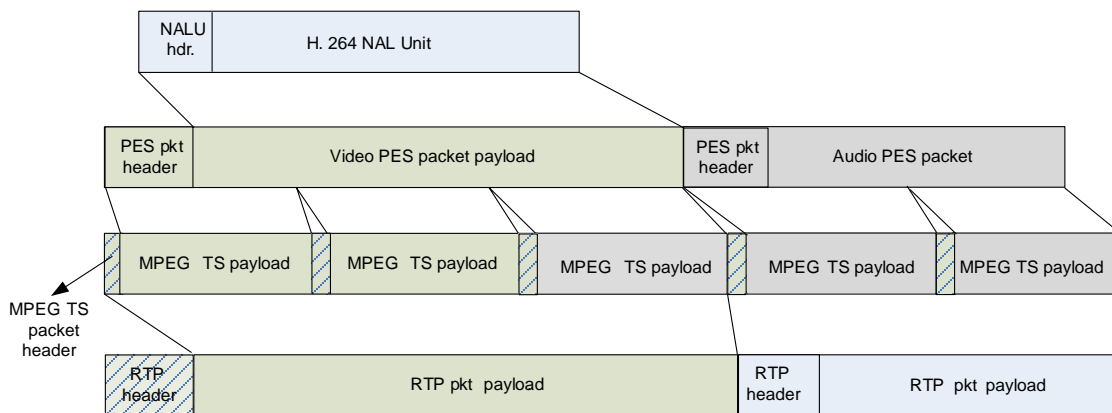 NALU
hdr.
H. 264 NAL Unit
PES pkt
header
Video PES packet payload
PES pkt
header
Audio PES packet
MPEG TS payload
MPEG TS payload
MPEG TS payload
MPEG TS payload
MPEG TS payload
MPEG TS
packet
header
RTP
header
RTP pkt payload
RTP
header
RTP pkt payload